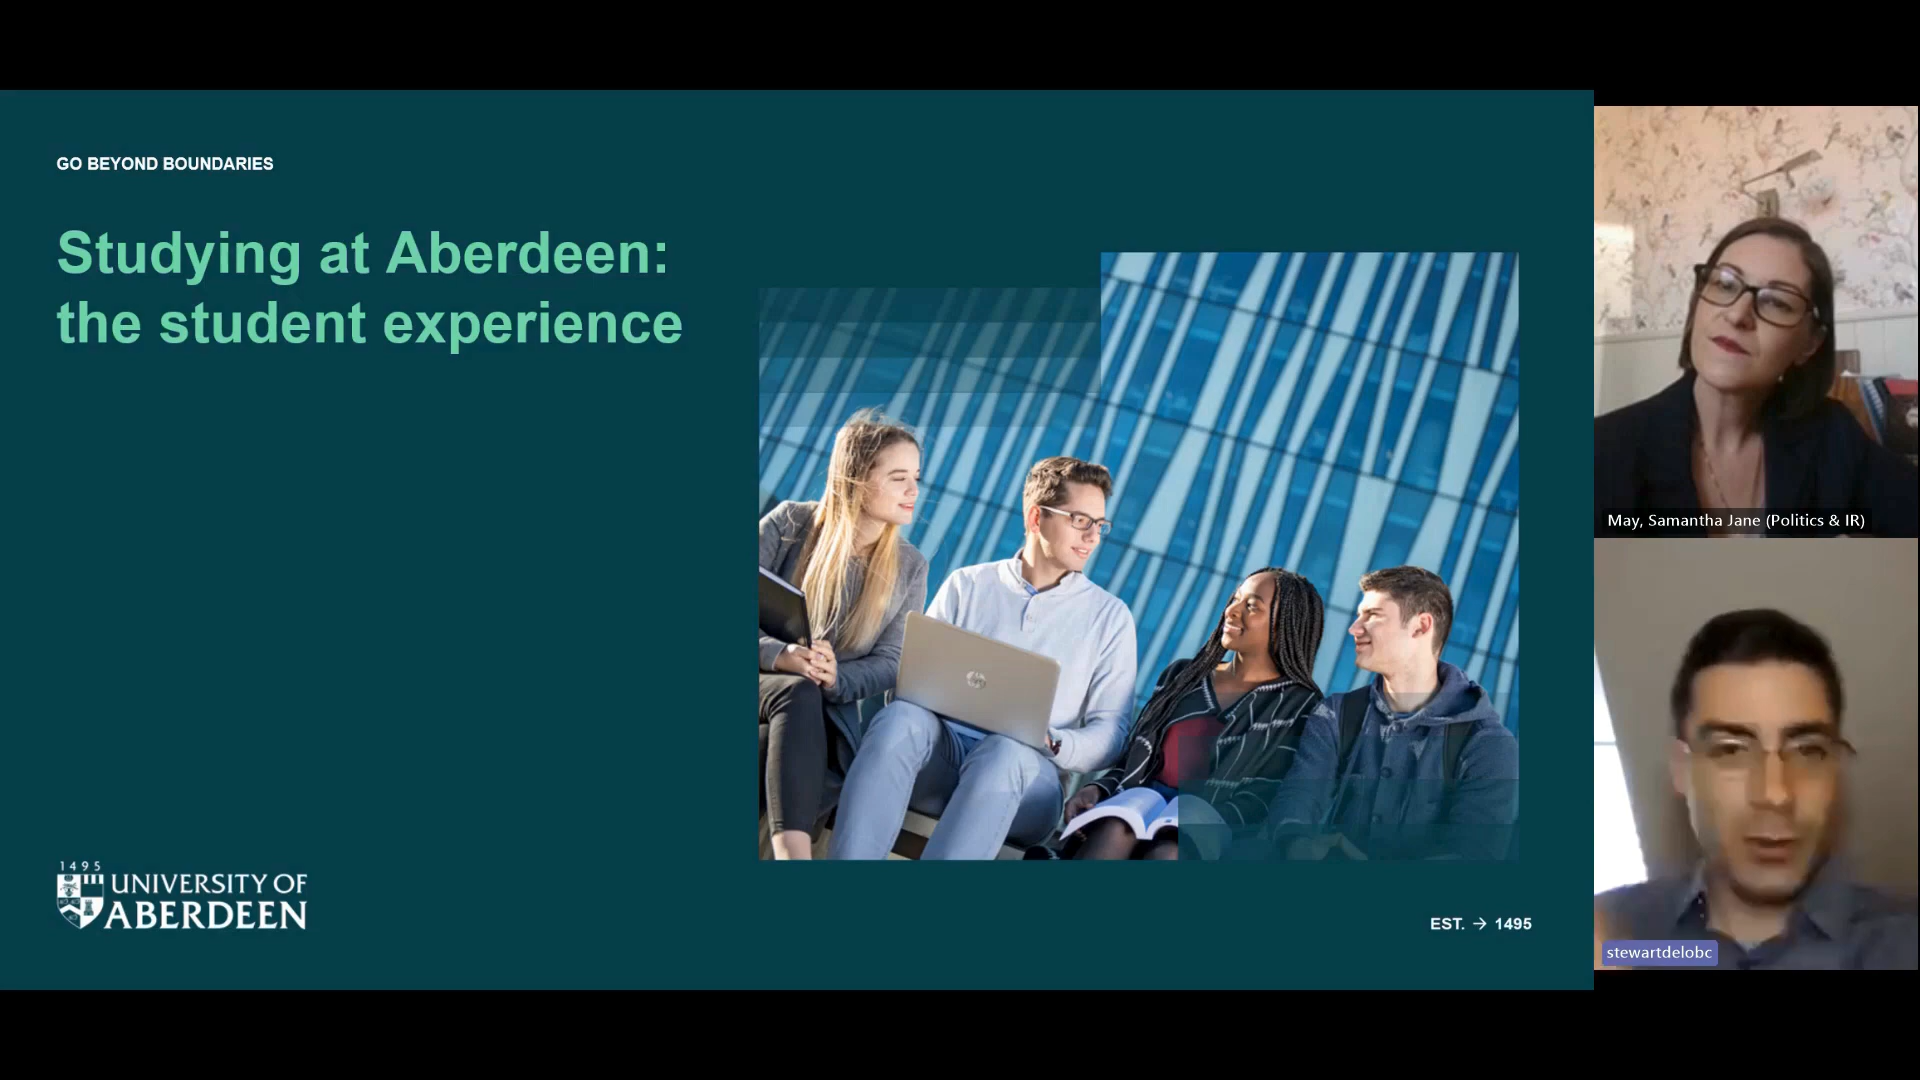 GO BEYOND BOUNDARIES
Studying at Aberdeen:
the student experience
1495
UNIVERSITY OF
ABERDEEN
EST. → 1495
May, Samantha Jane (Politics & IR)
stewartdelobc
hp